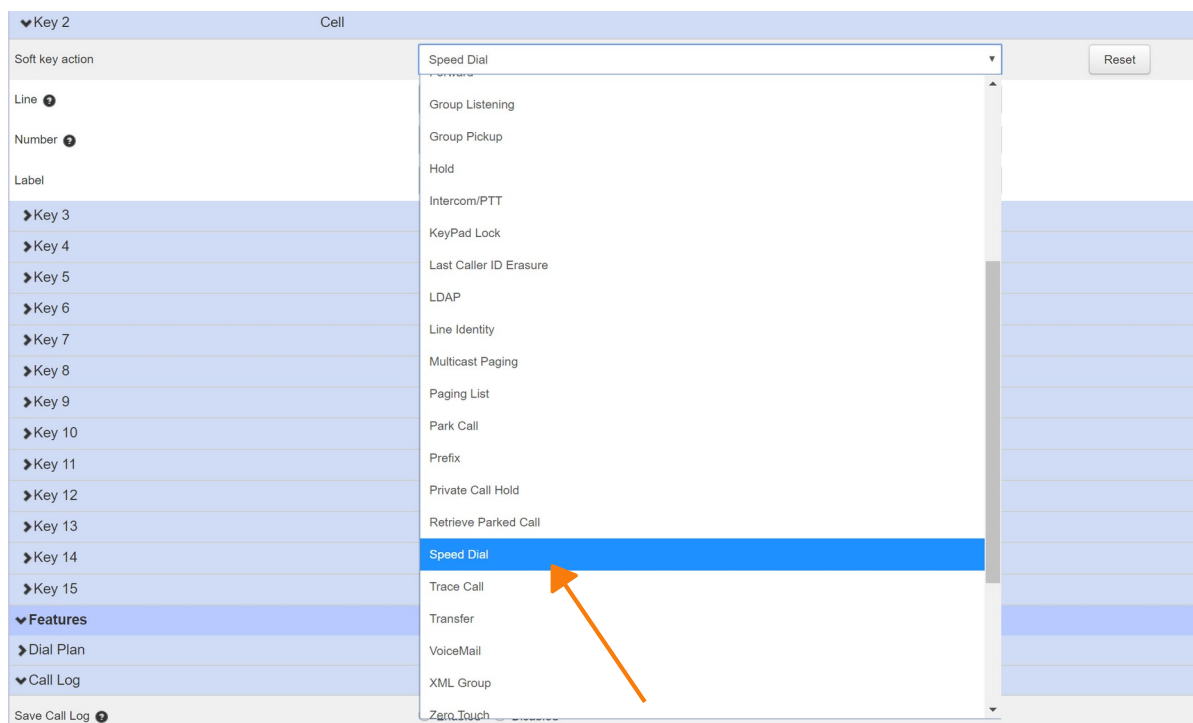 Key 2 Cell
Soft key action Speed Dial Reset
Line
Number
Label
Group Listening
Group Pickup
Hold
Intercom/PTT
KeyPad Lock
Last Caller ID Erasure
LDAP
Line Identity
Multicast Paging
Paging List
Park Call
Prefix
Private Call Hold
Retrieve Parked Call
Speed Dial
Trace Call
Transfer
VoiceMail
XML Group
Zero Touch
Key 3
Key 4
Key 5
Key 6
Key 7
Key 8
Key 9
Key 10
Key 11
Key 12
Key 13
Key 14
Key 15
Features
Dial Plan
Call Log
Save Call Log